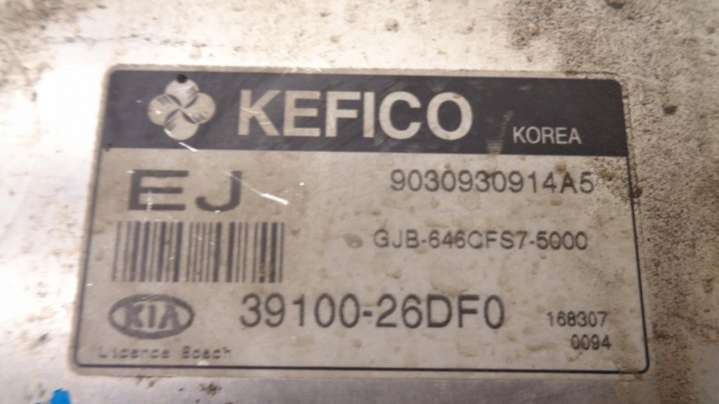 KEFICO KOREA
EJ 9030930914A5
GJB-646CFS7-5000
KIA 39100-26DF0 168307
Licence Bosch 0094